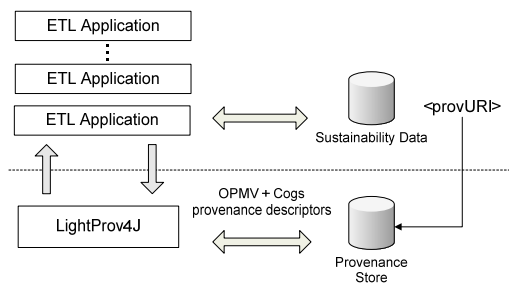 ETL Application
ETL Application
ETL Application
Sustainability Data
<provURI>
OPMV + Cogs
provenance descriptors
LightProv4J
Provenance
Store